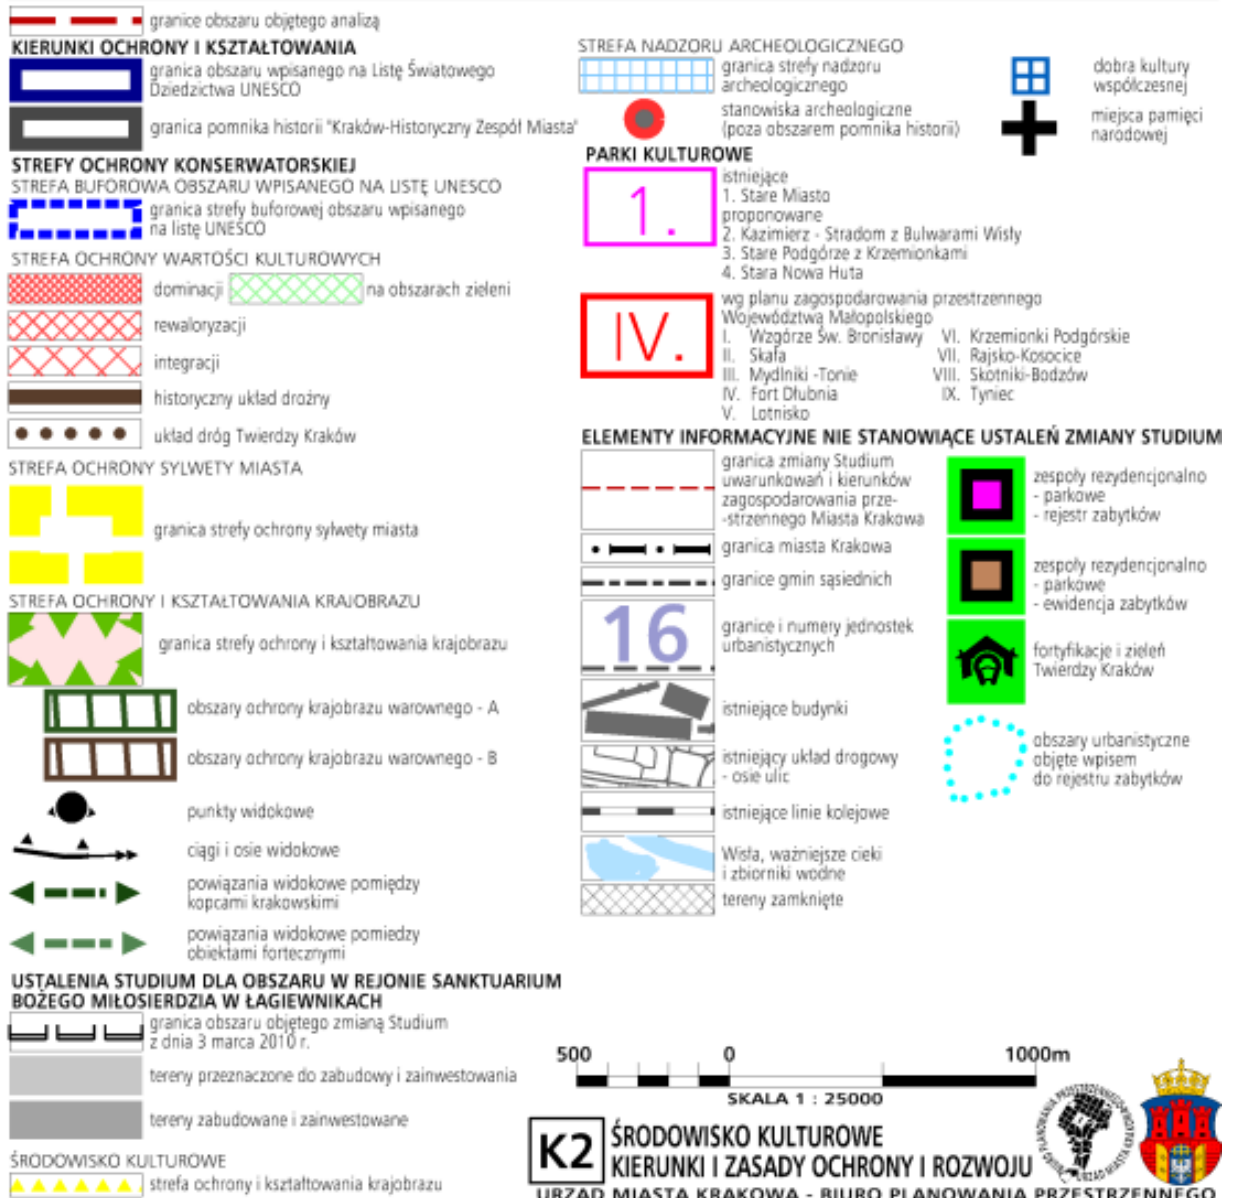 granice obszaru objętego analizą
KIERUNKI OCHRONY I KSZTAŁTOWANIA
granica obszaru wpisanego na Listę Światowego
Dziedzictwa UNESCO
granica pomnika historii "Kraków-Historyczny Zespół Miasta"
STREFY OCHRONY KONSERWATORSKIEJ
STREFA BUFOROWA OBSZARU WPISANEGO NA LISTĘ UNESCO
granica strefy buforowej obszaru wpisanego
na listę UNESCO
STREFA OCHRONY WARTOŚCI KULTUROWYCH
dominacji
na obszarach zieleni
rewaloryzacji
integracji
historyczny układ drożny
układ dróg Twierdzy Kraków
STREFA OCHRONY SYLWETY MIASTA
granica strefy ochrony sylwety miasta
STREFA OCHRONY I KSZTAŁTOWANIA KRAJOBRAZU
granica strefy ochrony i kształtowania krajobrazu
obszary ochrony krajobrazu warownego - A
obszary ochrony krajobrazu warownego - B
punkty widokowe
ciągi i osie widokowe
powiązania widokowe pomiędzy
kopcami krakowskimi
powiązania widokowe pomiedzy
obiektami fortecznymi
USTALENIA STUDIUM DLA OBSZARU W REJONIE SANKTUARIUM
BOŻEGO MIŁOSIERDZIA W ŁAGIEWNIKACH
granica obszaru objętego zmianą Studium
z dnia 3 marca 2010 r.
tereny przeznaczone do zabudowy i zainwestowania
tereny zabudowane i zainwestowane
ŚRODOWISKO KULTUROWE
strefa ochrony i kształtowania krajobrazu
STREFA NADZORU ARCHEOLOGICZNEGO
granica strefy nadzoru
archeologicznego
stanowiska archeologiczne
(poza obszarem pomnika historii)
dobra kultury
współczesnej
miejsca pamięci
narodowej
PARKI KULTUROWE
1.
istniejące
1. Stare Miasto
proponowane
2. Kazimierz - Stradom z Bulwarami Wisły
3. Stare Podgórze z Krzemionkami
4. Stara Nowa Huta
IV.
wg planu zagospodarowania przestrzennego
Województwa Małopolskiego
I. Wzgórze Św. Bronisławy
II. Skała
III. Mydlniki -Tonie
IV. Fort Dłubnia
V. Lotnisko
VI. Krzemionki Podgórskie
VII. Rajsko-Kosocice
VIII. Skotniki-Bodzów
IX. Tyniec
ELEMENTY INFORMACYJNE NIE STANOWIĄCE USTALEŃ ZMIANY STUDIUM
granica zmiany Studium
uwarunkowań i kierunków
zagospodarowania prze-
-strzennego Miasta Krakowa
granica miasta Krakowa
granice gmin sąsiednich
16
granice i numery jednostek
urbanistycznych
istniejące budynki
istniejący układ drogowy
- osie ulic
istniejące linie kolejowe
Wisła, ważniejsze cieki
i zbiorniki wodne
tereny zamknięte
zespoły rezydencjonalno
- parkowe
- rejestr zabytków
zespoły rezydencjonalno
- parkowe
- ewidencja zabytków
fortyfikacje i zieleń
Twierdzy Kraków
obszary urbanistyczne
objęte wpisem
do rejestru zabytków
500 0 1000m
SKALA 1 : 25000
K2
ŚRODOWISKO KULTUROWE
KIERUNKI I ZASADY OCHRONY I ROZWOJU
URZĄD MIASTA KRAKOWA - BIURO PLANOWANIA PRZESTRZENNEGO